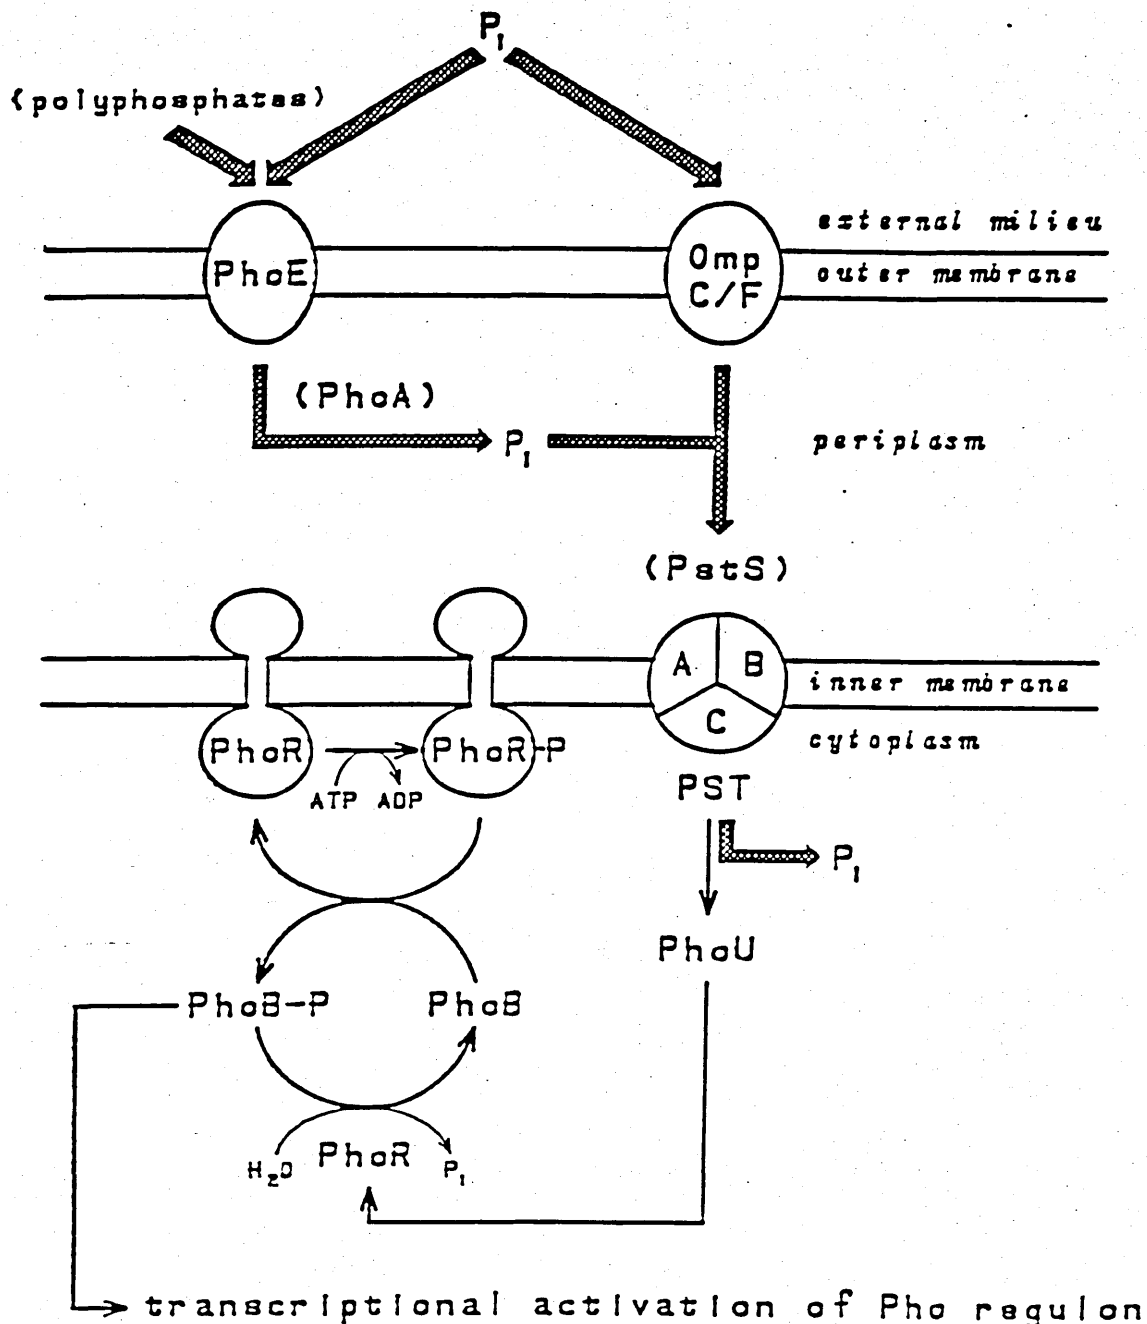 Pi
(polyphosphates)
external milieu
PhoE
Omp
C/F
outer membrane
(PhoA)
Pi
periplasm
(PstS)
A
B
C
inner membrane
PhoR
PhoR-P
cytoplasm
ATP
ADP
PST
Pi
PhoU
PhoB-P
PhoB
H2O
PhoR
Pi
transcriptional activation of Pho regulon